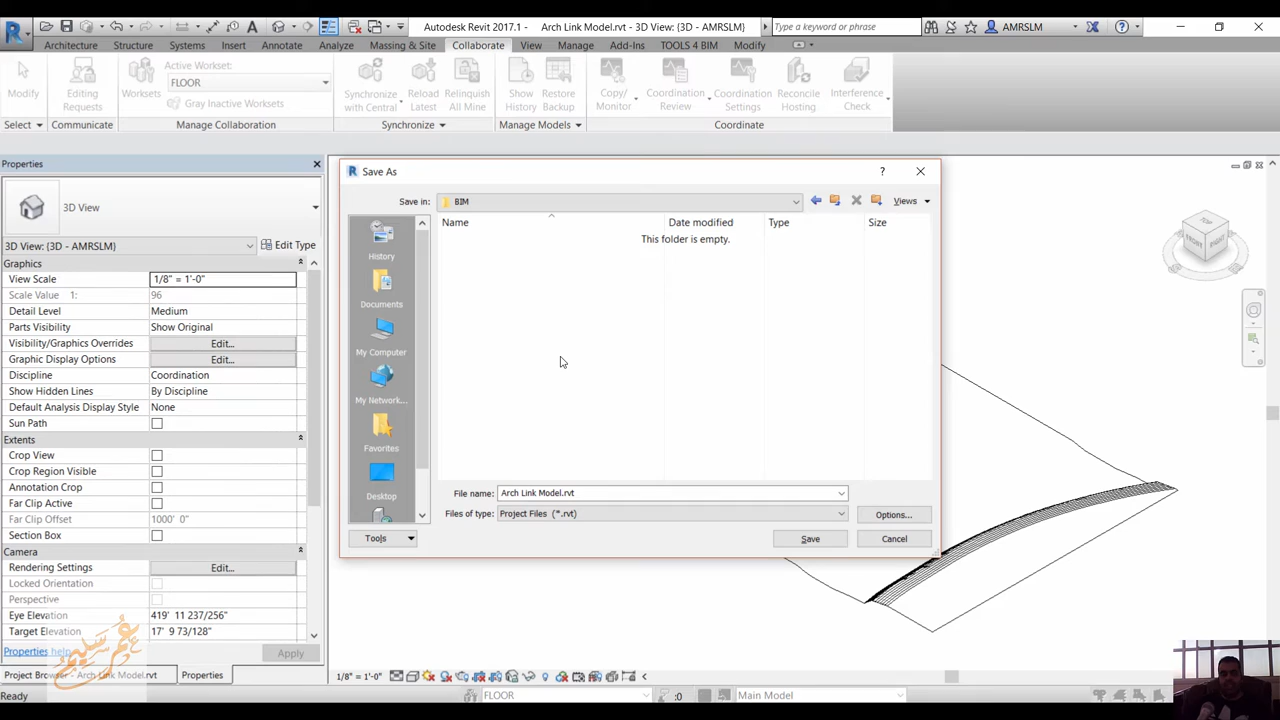 Autodesk Revit 2017.1 - Arch Link Model.rvt - 3D View: {3D - AMRSLM}
Type a keyword or phrase
AMRSLM
Architecture Structure Systems Insert Annotate Analyze Massing & Site Collaborate View Manage Add-Ins TOOLS 4 BIM Modify
Modify
Select
Editing Requests
Communicate
Worksets
Active Workset:
FLOOR
Gray Inactive Worksets
Manage Collaboration
Synchronize with Central
Reload Latest
Relinquish All Mine
Synchronize
Show History
Restore Backup
Manage Models
Copy/ Monitor
Coordination Review
Coordination Settings
Reconcile Hosting
Interference Check
Coordinate
Properties
3D View
3D View: {3D - AMRSLM}
Edit Type
Graphics
View Scale 1/8" = 1'-0"
Scale Value 1: 96
Detail Level Medium
Parts Visibility Show Original
Visibility/Graphics Overrides Edit...
Graphic Display Options Edit...
Discipline Coordination
Show Hidden Lines By Discipline
Default Analysis Display Style None
Sun Path
Extents
Crop View
Crop Region Visible
Annotation Crop
Far Clip Active
Far Clip Offset 1000' 0"
Section Box
Camera
Rendering Settings Edit...
Locked Orientation
Perspective
Eye Elevation 419' 11 237/256"
Target Elevation 17' 9 73/128"
Properties help
Apply
Project Browser - Arch Link Model.rvt
Properties
Ready
Save As
Save in: BIM
Views
Name Date modified Type Size
This folder is empty.
History
Documents
My Computer
My Network...
Favorites
Desktop
File name: Arch Link Model.rvt
Files of type: Project Files (*.rvt)
Options...
Tools
Save
Cancel
TOP
FRONT
RIGHT
1/8" = 1'-0"
FLOOR
:0
Main Model